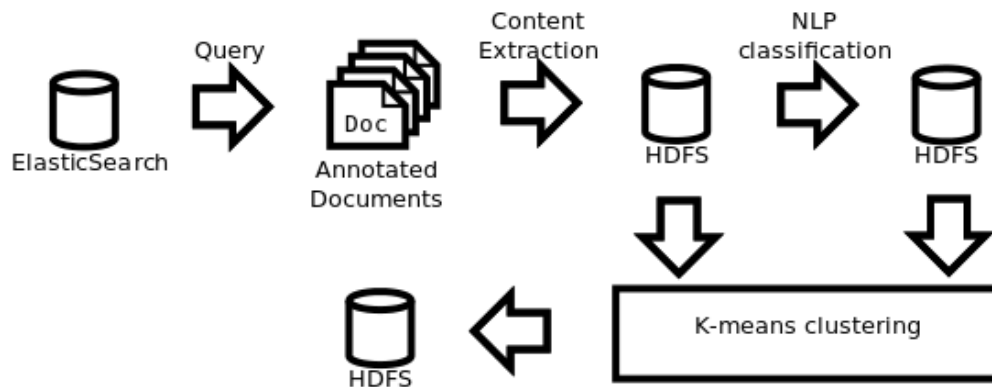 Query
Content
Extraction
NLP
classification
ElasticSearch
Doc
Annotated
Documents
HDFS
HDFS
K-means clustering
HDFS